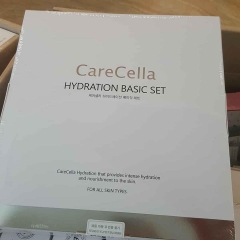 CareCella
HYDRATION BASIC SET
CareCella Hydration that provides intense hydration
and nourishment to the skin
FOR ALL SKIN TYPES